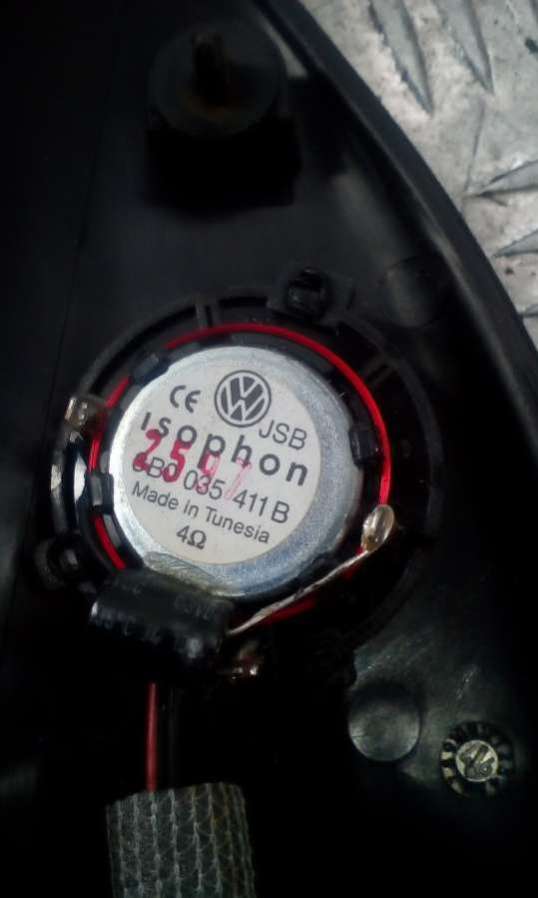 CE
JSB
isophon
035 411 B
Made in Tunesia
4Ω